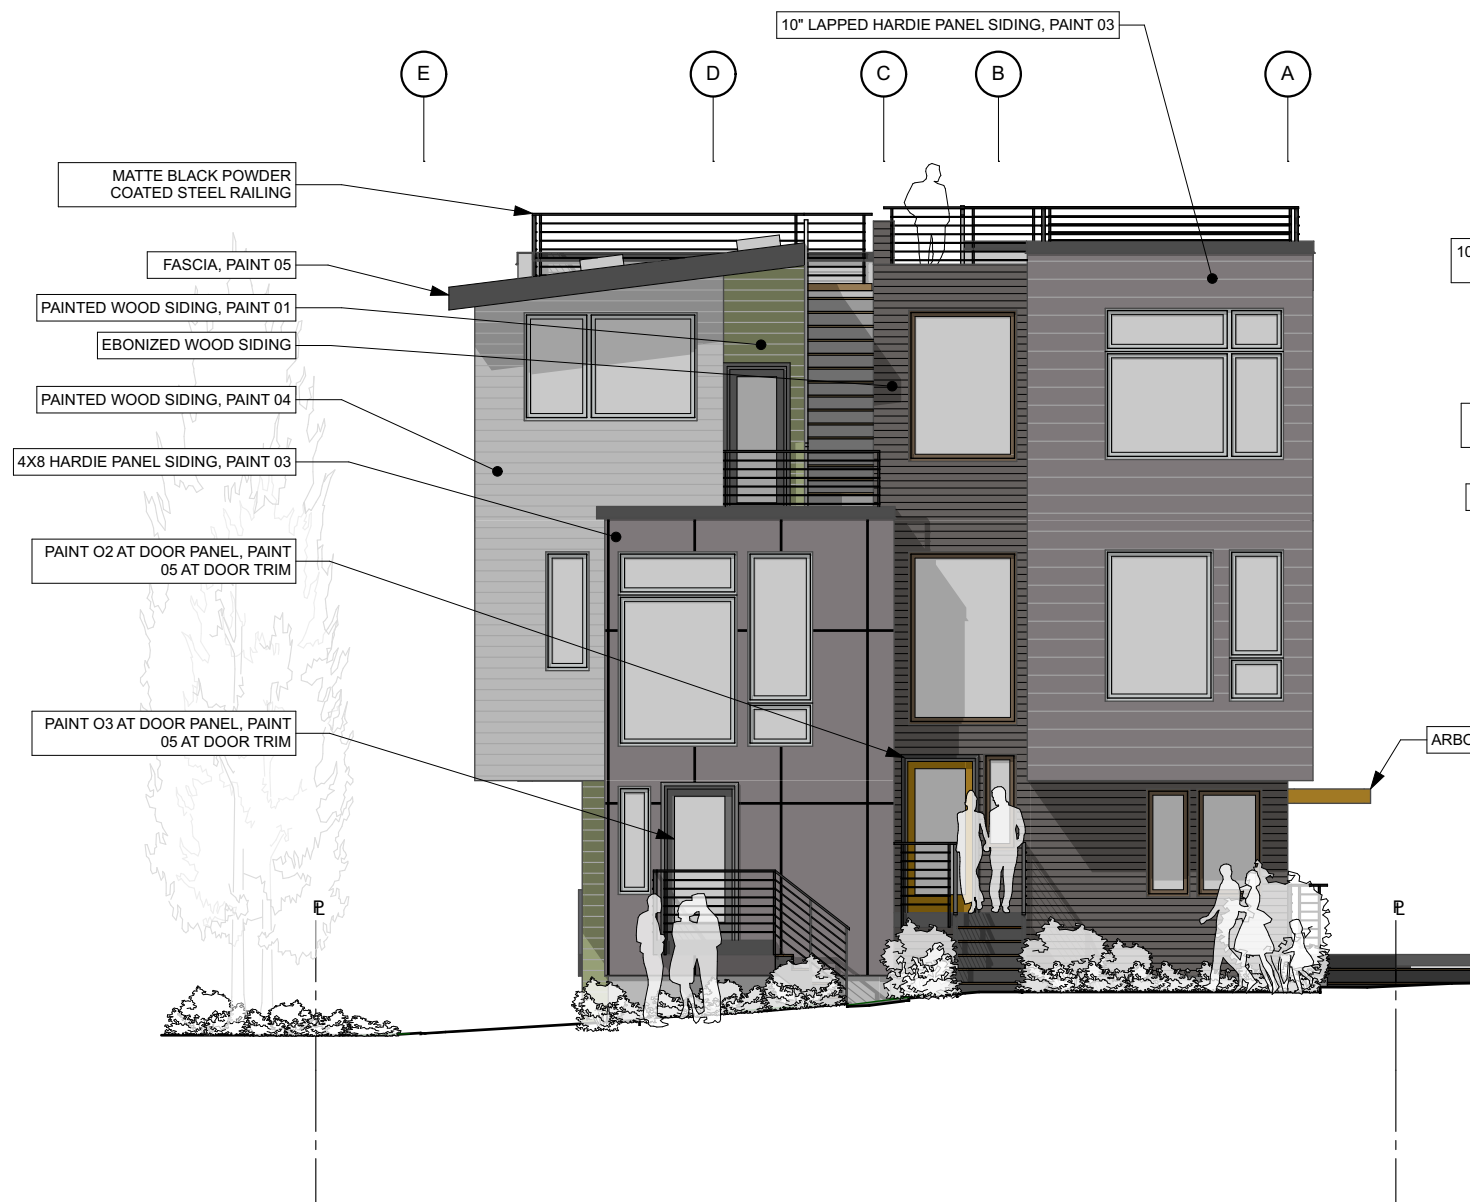 10" LAPPED HARDIE PANEL SIDING, PAINT 03
E
D
C
B
A
MATTE BLACK POWDER
COATED STEEL RAILING
FASCIA, PAINT 05
10
PAINTED WOOD SIDING, PAINT 01
EBONIZED WOOD SIDING
PAINTED WOOD SIDING, PAINT 04
4X8 HARDIE PANEL SIDING, PAINT 03
PAINT O2 AT DOOR PANEL, PAINT
05 AT DOOR TRIM
PAINT O3 AT DOOR PANEL, PAINT
05 AT DOOR TRIM
ARBO
PL
PL